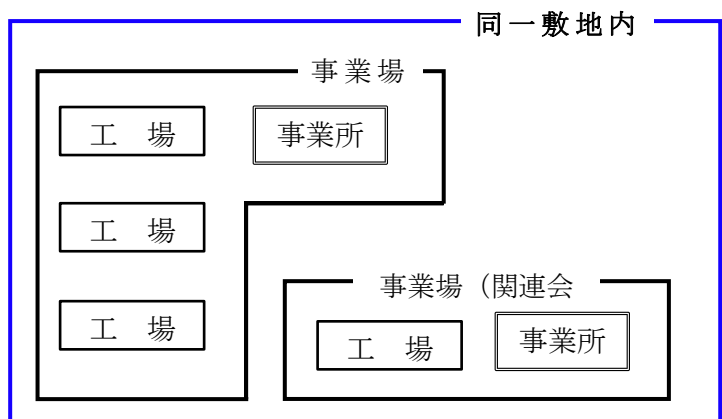 同一敷地内
事業場
工　場
事業所
工　場
工　場
事業場（関連会
工　場
事業所